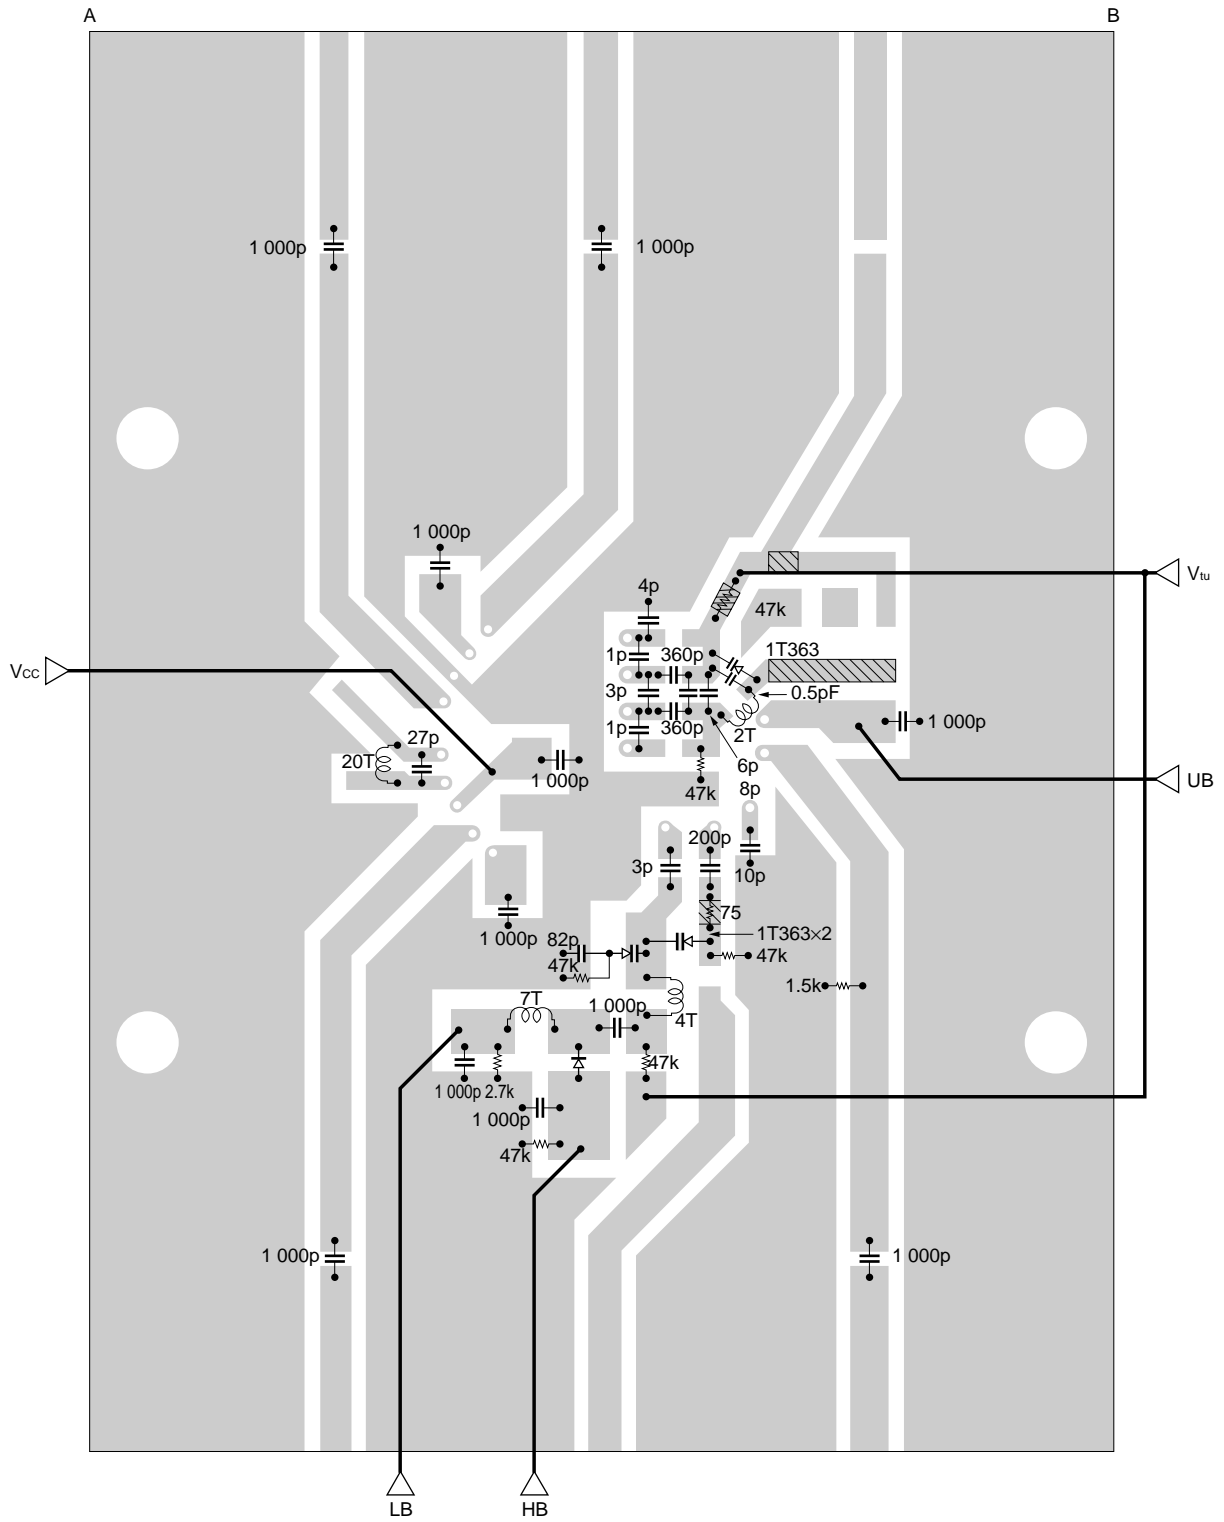 A B
1 000p 1 000p
1 000p
4p
Vtu
47k
1p 360p 1T363
VCC
3p 0.5pF
1p 360p 2T 1 000p
27p
20T 6p
1 000p 47k UB
8p
200p
3p 10p
75
1 000p 82p 1T363×2
47k 47k
1.5k
7T 1 000p
4T
47k
1 000p 2.7k
1 000p
47k
1 000p 1 000p
LB HB